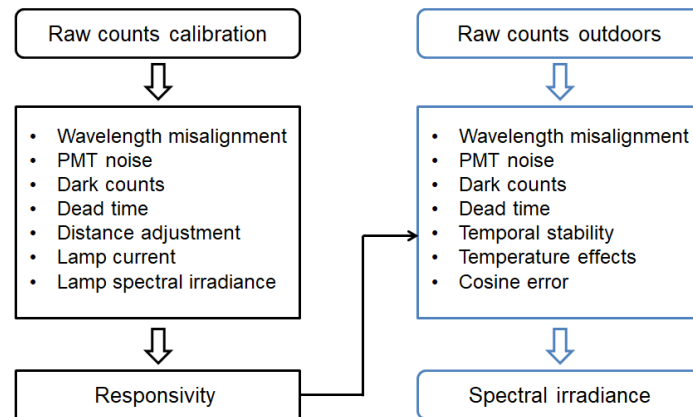 Raw counts calibration
• Wavelength misalignment
• PMT noise
• Dark counts
• Dead time
• Distance adjustment
• Lamp current
• Lamp spectral irradiance
Responsivity
Raw counts outdoors
• Wavelength misalignment
• PMT noise
• Dark counts
• Dead time
• Temporal stability
• Temperature effects
• Cosine error
Spectral irradiance